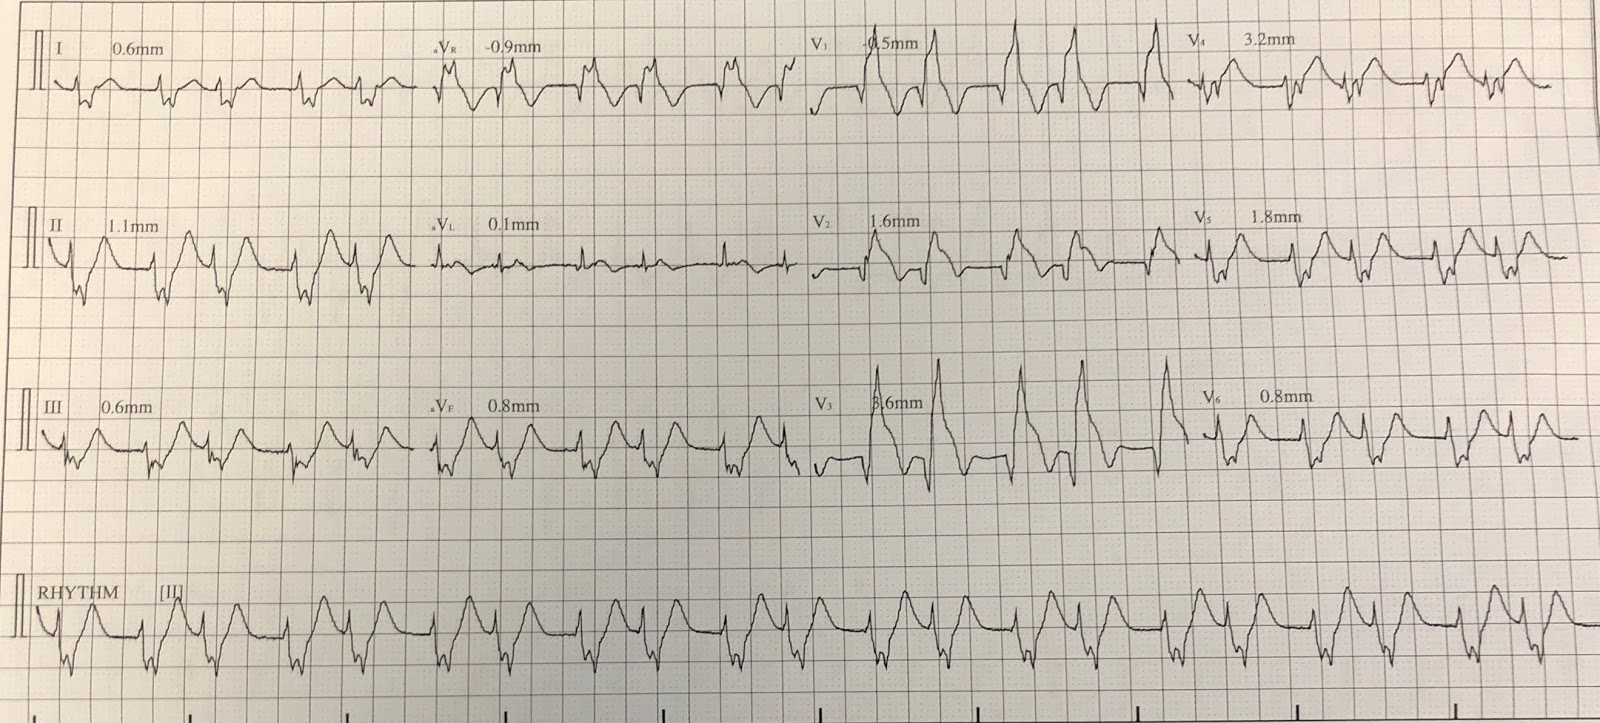 I 0.6mm
aVR -0.9mm
V1 -0.5mm
V4 3.2mm
II 1.1mm
aVL 0.1mm
V2 1.6mm
V5 1.8mm
III 0.6mm
aVF 0.8mm
V3 3.6mm
V6 0.8mm
RHYTHM [II]